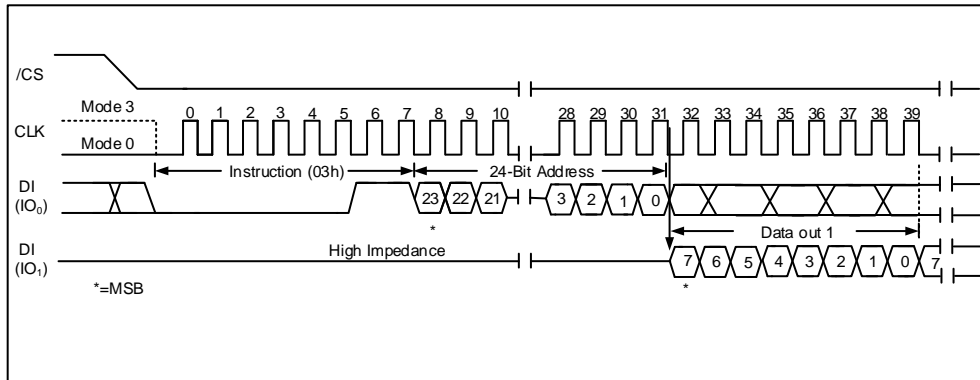 /CS
Mode 3
0 1 2 3 4 5 6 7 8 9 10 28 29 30 31 32 33 34 35 36 37 38 39
CLK
Mode 0
Instruction (03h) 24-Bit Address
DI
(IO0)
23 22 21 3 2 1 0
* Data out 1
High Impedance
DI
(IO1)
7 6 5 4 3 2 1 0 7
*=MSB *